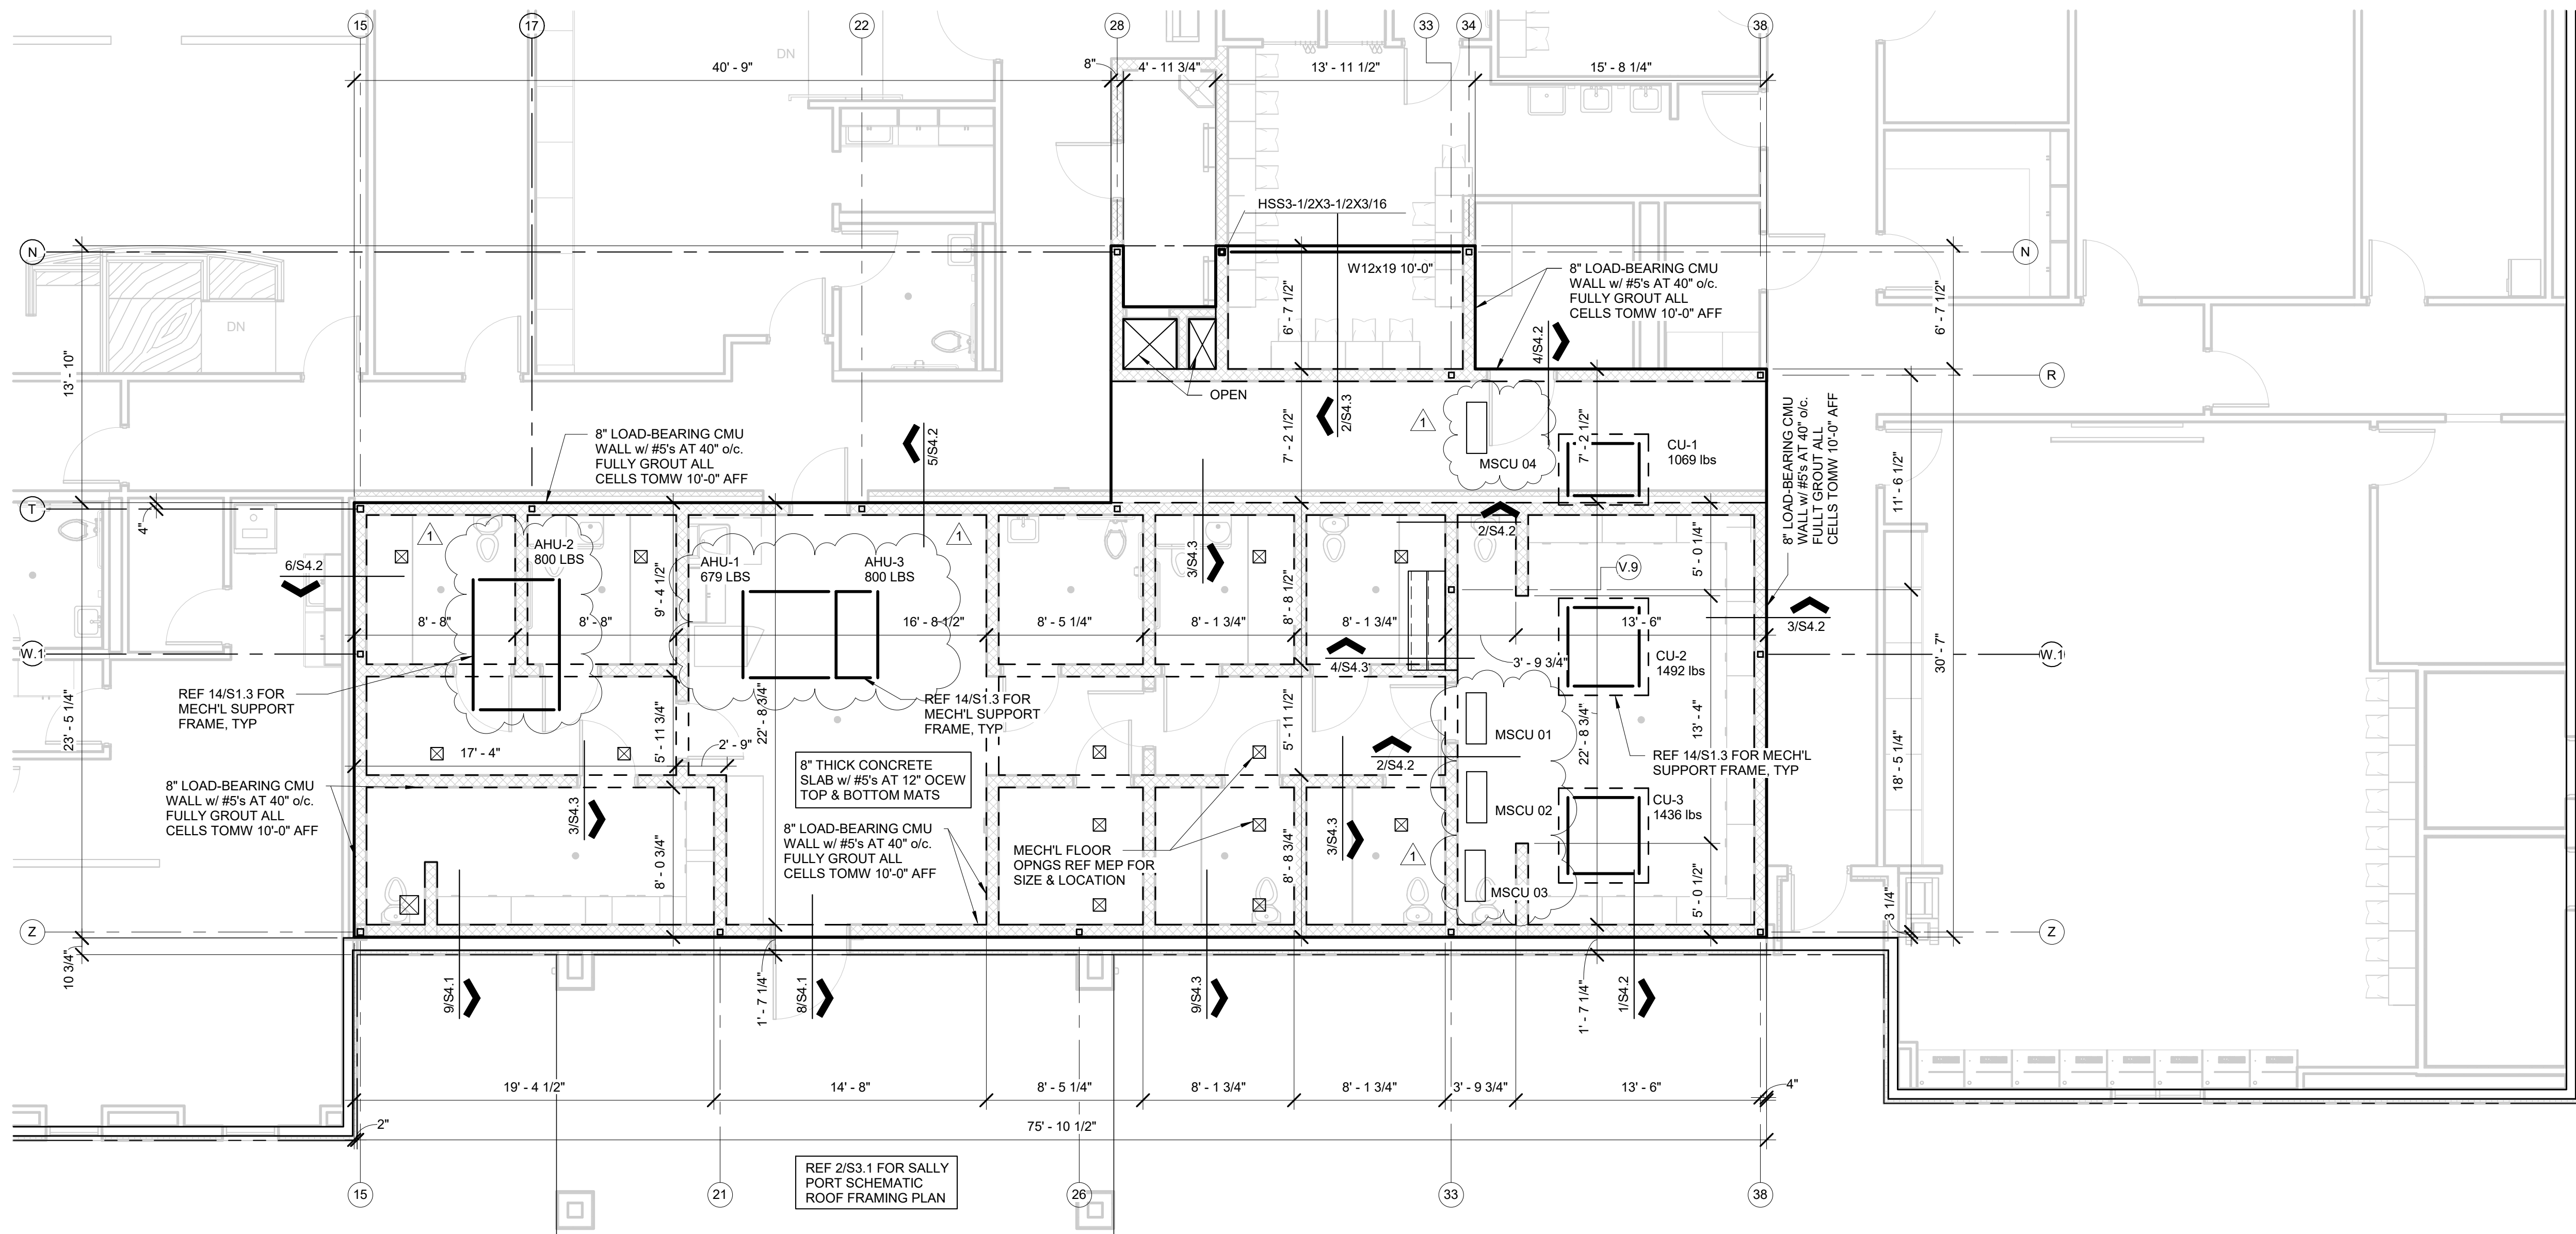 15
17
22
28
33
34
38
40' - 9"
8"
4' - 11 3/4"
13' - 11 1/2"
15' - 8 1/4"
DN
HSS3-1/2X3-1/2X3/16
N
N
W12x19 10'-0"
8" LOAD-BEARING CMU
WALL w/ #5's AT 40" o/c.
FULLY GROUT ALL
CELLS TOMW 10'-0" AFF
6' - 7 1/2"
6' - 7 1/2"
DN
13' - 10"
4/S4.2
R
OPEN
2/S4.3
1
7' - 2 1/2"
7' - 2 1/2"
MSCU 04
CU-1
1069 lbs
8" LOAD-BEARING CMU
WALL w/ #5's AT 40" o/c.
FULLT GROUT ALL
CELLS TOMW 10'-0" AFF
8" LOAD-BEARING CMU
WALL w/ #5's AT 40" o/c.
FULLY GROUT ALL
CELLS TOMW 10'-0" AFF
5/S4.2
11' - 6 1/2"
T
4"
1
AHU-2
800 LBS
AHU-1
679 LBS
AHU-3
800 LBS
1
3/S4.3
2/S4.2
5' - 0 1/4"
V.9
6/S4.2
9' - 4 1/2"
8' - 8 1/2"
8' - 8"
8' - 8"
16' - 8 1/2"
8' - 5 1/4"
8' - 1 3/4"
8' - 1 3/4"
13' - 6"
3/S4.2
W.1
W.1
4/S4.3
3' - 9 3/4"
CU-2
1492 lbs
30' - 7"
REF 14/S1.3 FOR
MECH'L SUPPORT
FRAME, TYP
REF 14/S1.3 FOR
MECH'L SUPPORT
FRAME, TYP
23' - 5 1/4"
5' - 11 3/4"
22' - 8 3/4"
5' - 11 1/2"
22' - 8 3/4"
13' - 4"
18' - 5 1/4"
MSCU 01
17' - 4"
2' - 9"
2/S4.2
REF 14/S1.3 FOR MECH'L
SUPPORT FRAME, TYP
8" THICK CONCRETE
SLAB w/ #5's AT 12" OCEW
TOP & BOTTOM MATS
8" LOAD-BEARING CMU
WALL w/ #5's AT 40" o/c.
FULLY GROUT ALL
CELLS TOMW 10'-0" AFF
3/S4.3
MSCU 02
CU-3
1436 lbs
8" LOAD-BEARING CMU
WALL w/ #5's AT 40" o/c.
FULLY GROUT ALL
CELLS TOMW 10'-0" AFF
MECH'L FLOOR
OPNGS REF MEP FOR
SIZE & LOCATION
3/S4.3
1
8' - 0 3/4"
8' - 8 3/4"
MSCU 03
5' - 0 1/2"
3 1/4"
Z
Z
10 3/4"
9/S4.1
1' - 7 1/4"
8/S4.1
9/S4.3
1' - 7 1/4"
1/S4.2
19' - 4 1/2"
14' - 8"
8' - 5 1/4"
8' - 1 3/4"
8' - 1 3/4"
3' - 9 3/4"
13' - 6"
4"
2"
75' - 10 1/2"
REF 2/S3.1 FOR SALLY
PORT SCHEMATIC
ROOF FRAMING PLAN
15
21
26
33
38